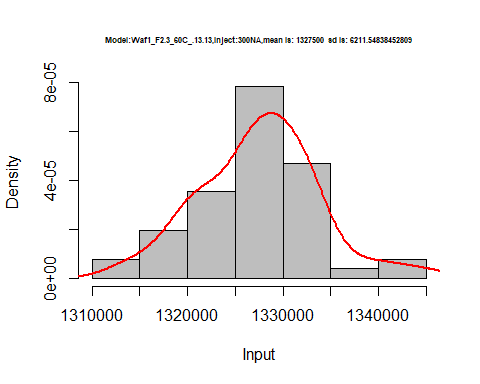 Model:Waf1_F2.3_60C_.13.13,Inject:300NA,mean is: 1327500  sd is: 6211.54838452809
Density
8e-05
4e-05
0e+00
1310000 1320000 1330000 1340000
Input